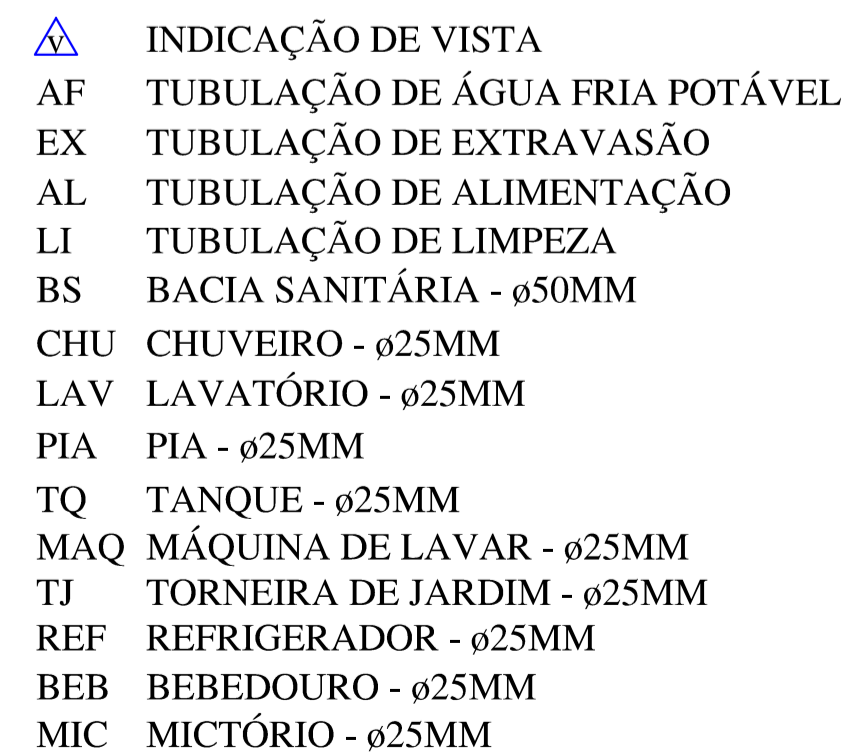 V INDICAÇÃO DE VISTA
AF TUBULAÇÃO DE ÁGUA FRIA POTÁVEL
EX TUBULAÇÃO DE EXTRAVASÃO
AL TUBULAÇÃO DE ALIMENTAÇÃO
LI TUBULAÇÃO DE LIMPEZA
BS BACIA SANITÁRIA - ø50MM
CHU CHUVEIRO - ø25MM
LAV LAVATÓRIO - ø25MM
PIA PIA - ø25MM
TQ TANQUE - ø25MM
MAQ MÁQUINA DE LAVAR - ø25MM
TJ TORNEIRA DE JARDIM - ø25MM
REF REFRIGERADOR - ø25MM
BEB BEBEDOURO - ø25MM
MIC MICTÓRIO - ø25MM